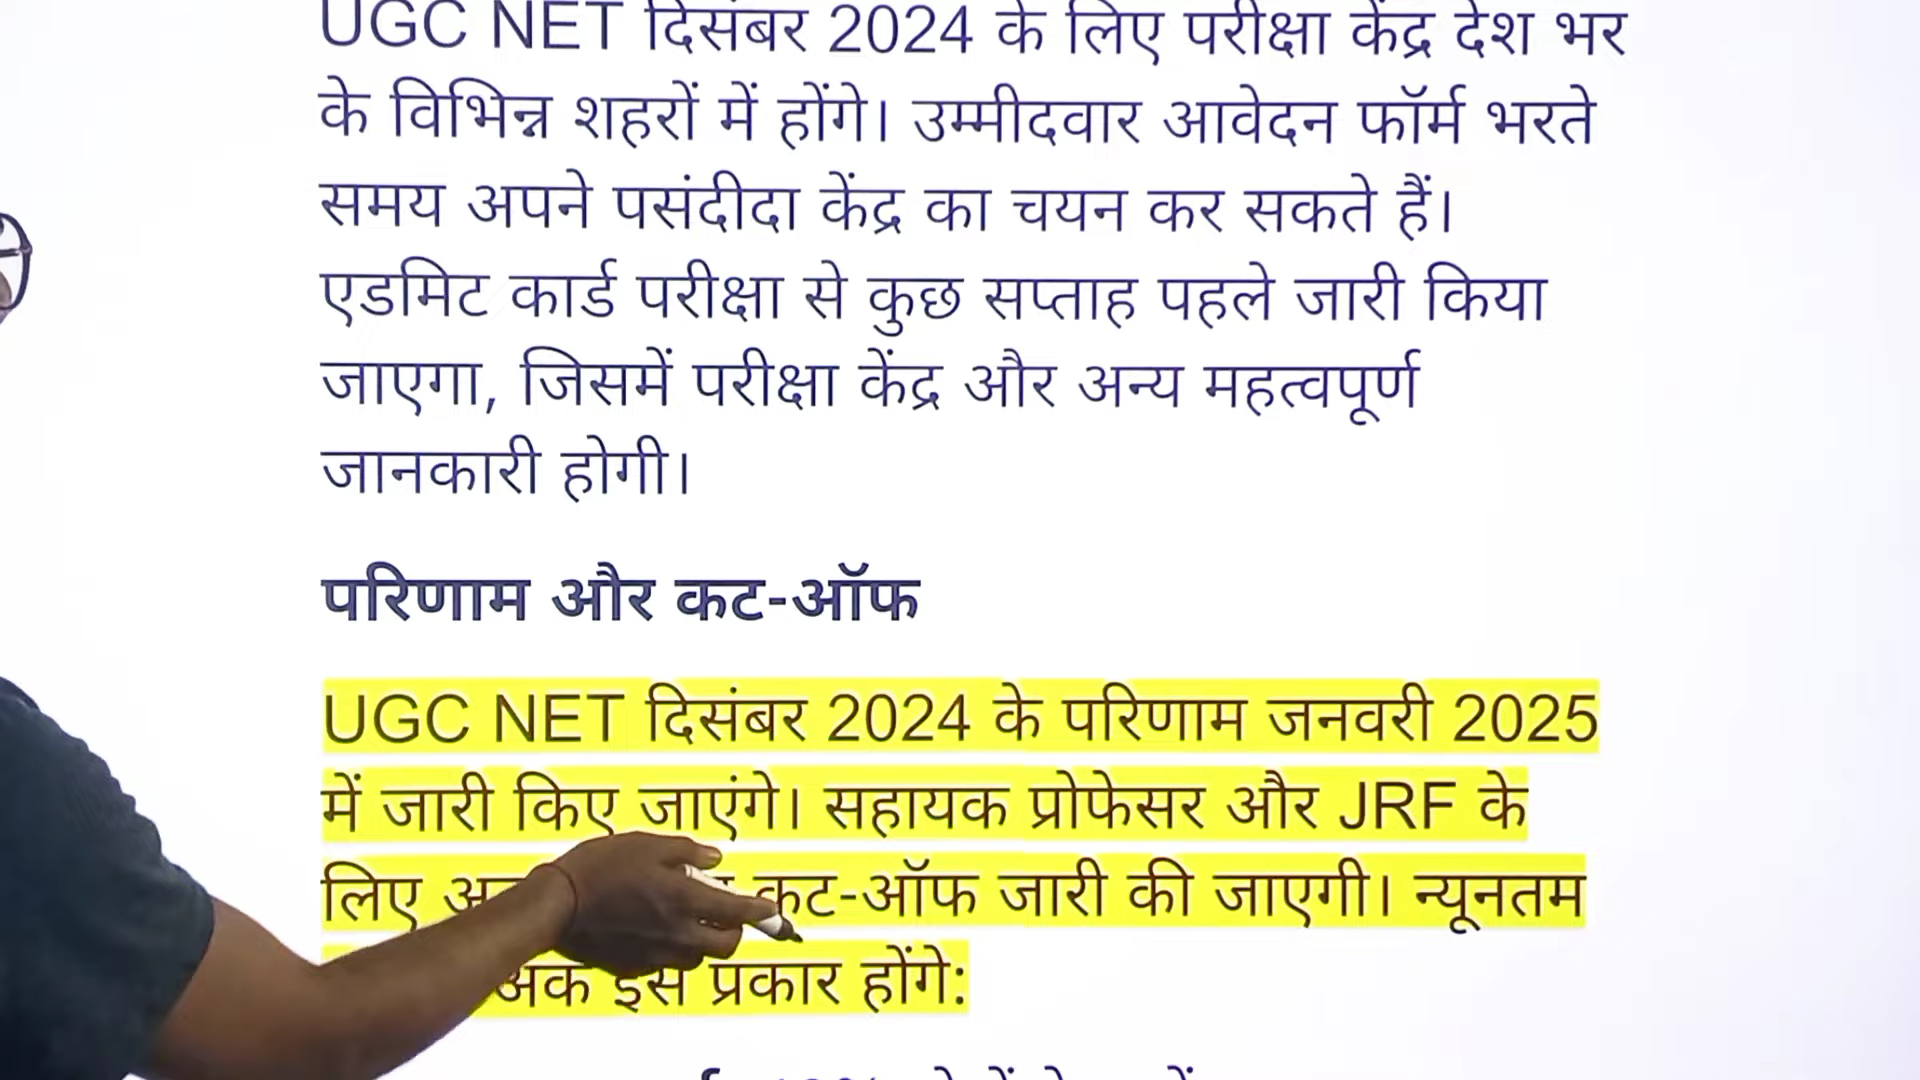 UGC NET दिसंबर 2024 के लिए परीक्षा केंद्र देश भर
के विभिन्न शहरों में होंगे। उम्मीदवार आवेदन फॉर्म भरते
समय अपने पसंदीदा केंद्र का चयन कर सकते हैं।
एडमिट कार्ड परीक्षा से कुछ सप्ताह पहले जारी किया
जाएगा, जिसमें परीक्षा केंद्र और अन्य महत्वपूर्ण
जानकारी होगी।
परिणाम और कट-ऑफ
UGC NET दिसंबर 2024 के परिणाम जनवरी 2025
में जारी किए जाएंगे। सहायक प्रोफेसर और JRF के
लिए कट-ऑफ जारी की जाएगी। न्यूनतम
अंक इस प्रकार होंगे: